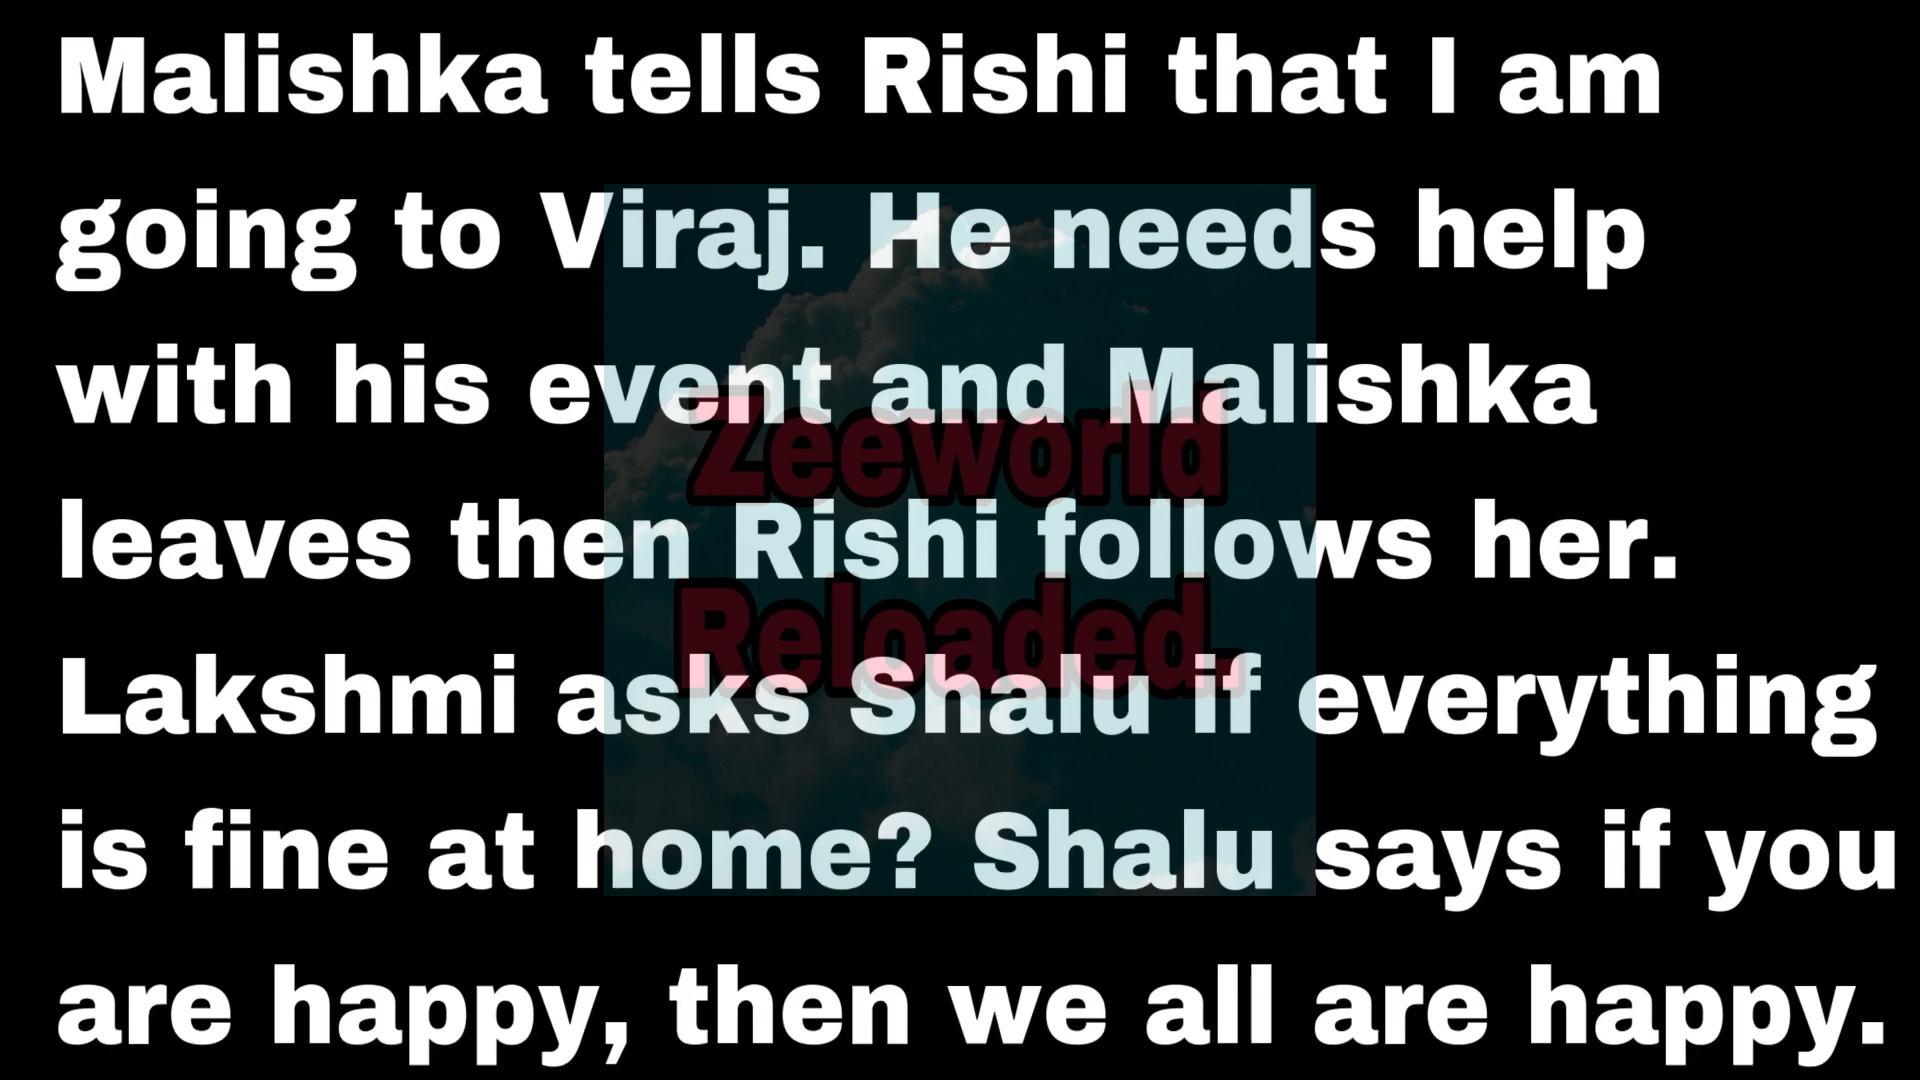 Malishka tells Rishi that I am
going to Viraj. He needs help
with his event and Malishka
Zeeworld
leaves then Rishi follows her.
Reloaded.
Lakshmi asks Shalu if everything
is fine at home? Shalu says if you
are happy, then we all are happy.